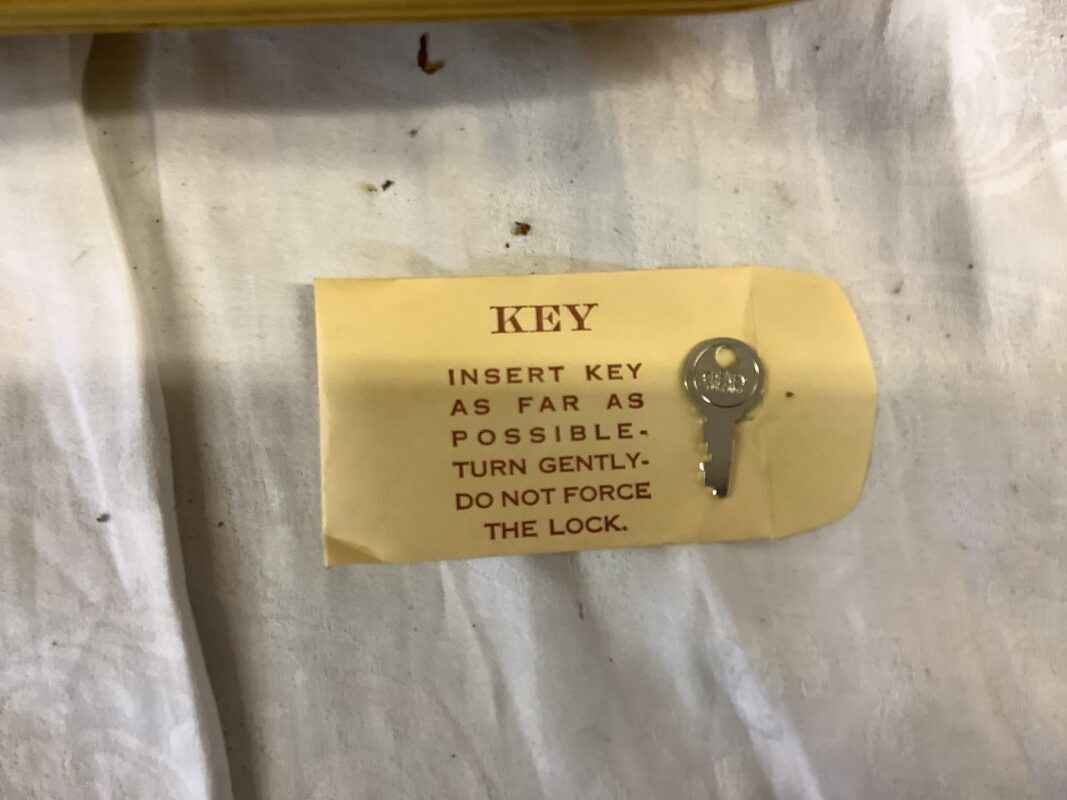 KEY
INSERT KEY
AS FAR AS
POSSIBLE-
TURN GENTLY-
DO NOT FORCE
THE LOCK.